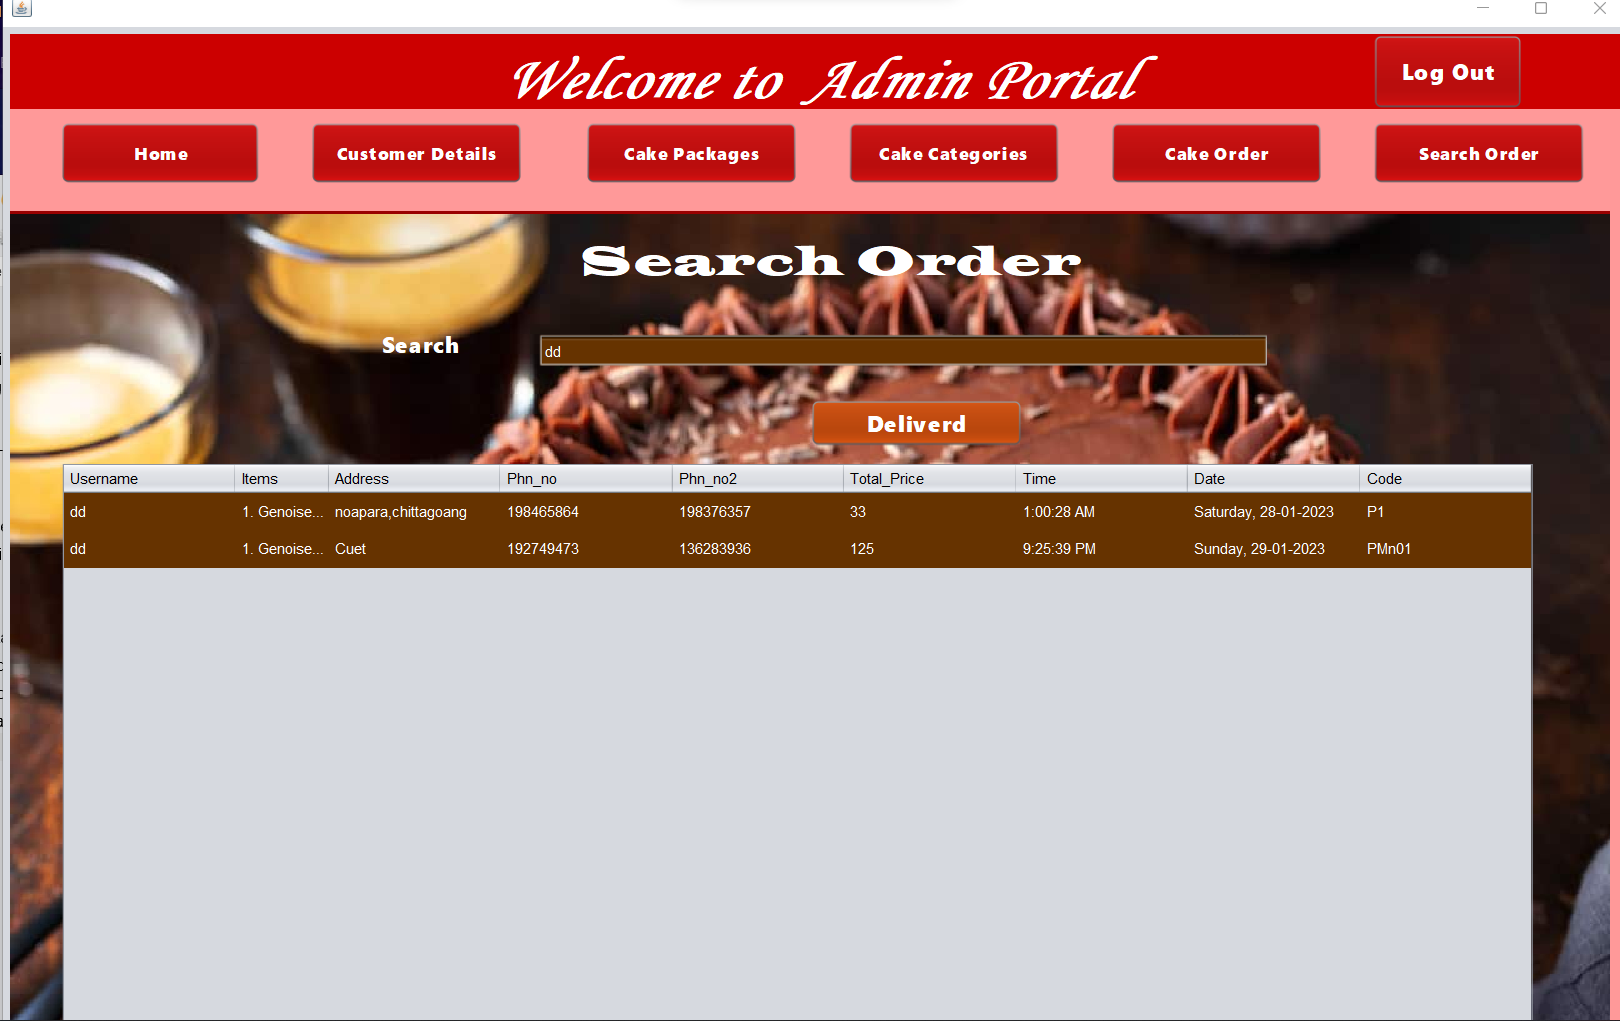 Welcome to Admin Portal
Log Out
Home Customer Details Cake Packages Cake Categories Cake Order Search Order
Search Order
Search dd
Deliverd
Username Items Address Phn_no Phn_no2 Total_Price Time Date Code
dd 1. Genoise... noapara,chittagoang 198465864 198376357 33 1:00:28 AM Saturday, 28-01-2023 P1
dd 1. Genoise... Cuet 192749473 136283936 125 9:25:39 PM Sunday, 29-01-2023 PMn01